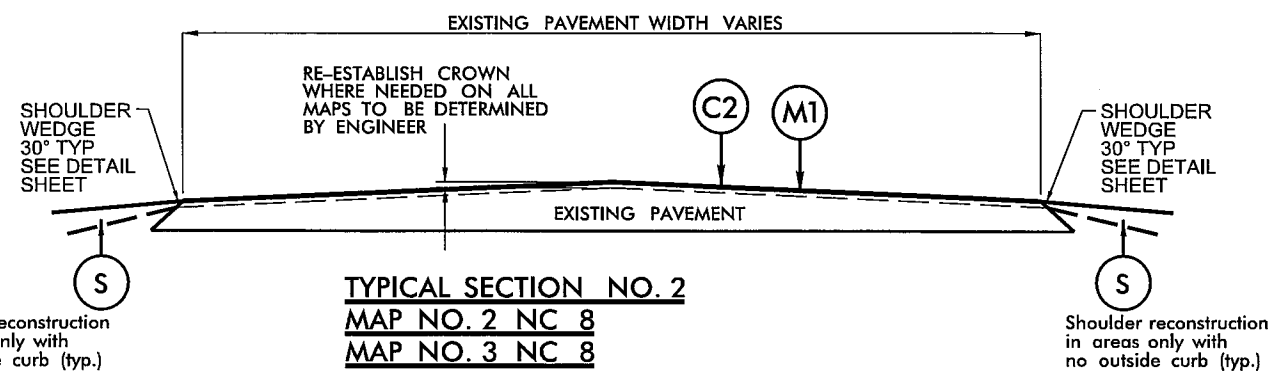 EXISTING PAVEMENT WIDTH VARIES
RE-ESTABLISH CROWN
WHERE NEEDED ON ALL
MAPS TO BE DETERMINED
BY ENGINEER
C2
M1
SHOULDER
WEDGE
30° TYP
SEE DETAIL
SHEET
SHOULDER
WEDGE
30° TYP
SEE DETAIL
SHEET
EXISTING PAVEMENT
S
S
TYPICAL SECTION NO. 2
MAP NO. 2 NC 8
MAP NO. 3 NC 8
econstruction
nly with
curb (typ.)
Shoulder reconstruction
in areas only with
no outside curb (typ.)